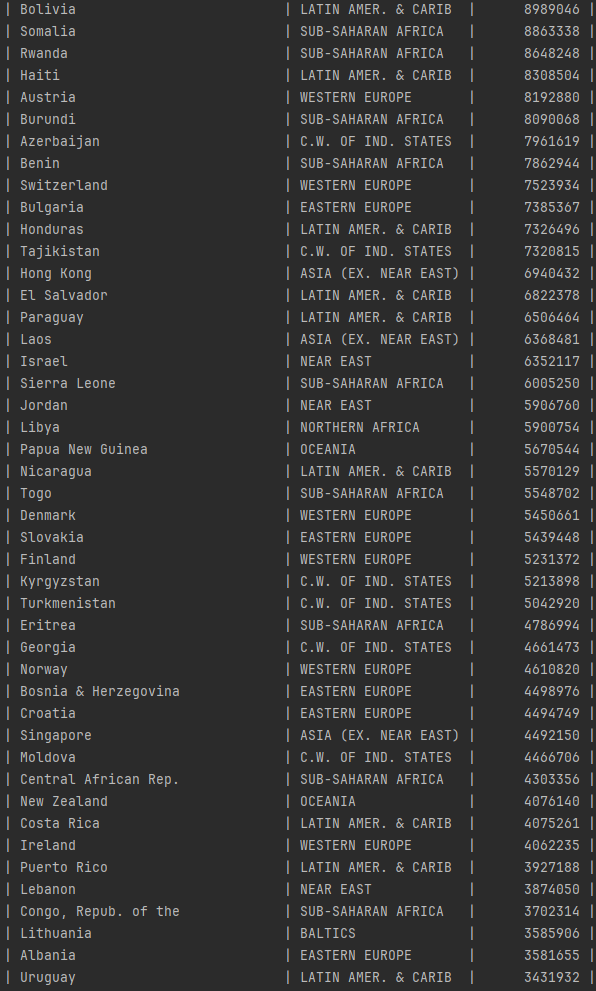 | Bolivia | LATIN AMER. & CARIB | 8989046 |
| Somalia | SUB-SAHARAN AFRICA | 8863338 |
| Rwanda | SUB-SAHARAN AFRICA | 8648248 |
| Haiti | LATIN AMER. & CARIB | 8308504 |
| Austria | WESTERN EUROPE | 8192880 |
| Burundi | SUB-SAHARAN AFRICA | 8090068 |
| Azerbaijan | C.W. OF IND. STATES | 7961619 |
| Benin | SUB-SAHARAN AFRICA | 7862944 |
| Switzerland | WESTERN EUROPE | 7523934 |
| Bulgaria | EASTERN EUROPE | 7385367 |
| Honduras | LATIN AMER. & CARIB | 7326496 |
| Tajikistan | C.W. OF IND. STATES | 7320815 |
| Hong Kong | ASIA (EX. NEAR EAST) | 6940432 |
| El Salvador | LATIN AMER. & CARIB | 6822378 |
| Paraguay | LATIN AMER. & CARIB | 6506464 |
| Laos | ASIA (EX. NEAR EAST) | 6368481 |
| Israel | NEAR EAST | 6352117 |
| Sierra Leone | SUB-SAHARAN AFRICA | 6005250 |
| Jordan | NEAR EAST | 5906760 |
| Libya | NORTHERN AFRICA | 5900754 |
| Papua New Guinea | OCEANIA | 5670544 |
| Nicaragua | LATIN AMER. & CARIB | 5570129 |
| Togo | SUB-SAHARAN AFRICA | 5548702 |
| Denmark | WESTERN EUROPE | 5450661 |
| Slovakia | EASTERN EUROPE | 5439448 |
| Finland | WESTERN EUROPE | 5231372 |
| Kyrgyzstan | C.W. OF IND. STATES | 5213898 |
| Turkmenistan | C.W. OF IND. STATES | 5042920 |
| Eritrea | SUB-SAHARAN AFRICA | 4786994 |
| Georgia | C.W. OF IND. STATES | 4661473 |
| Norway | WESTERN EUROPE | 4610820 |
| Bosnia & Herzegovina | EASTERN EUROPE | 4498976 |
| Croatia | EASTERN EUROPE | 4494749 |
| Singapore | ASIA (EX. NEAR EAST) | 4492150 |
| Moldova | C.W. OF IND. STATES | 4466706 |
| Central African Rep. | SUB-SAHARAN AFRICA | 4303356 |
| New Zealand | OCEANIA | 4076140 |
| Costa Rica | LATIN AMER. & CARIB | 4075261 |
| Ireland | WESTERN EUROPE | 4062235 |
| Puerto Rico | LATIN AMER. & CARIB | 3927188 |
| Lebanon | NEAR EAST | 3874050 |
| Congo, Repub. of the | SUB-SAHARAN AFRICA | 3702314 |
| Lithuania | BALTICS | 3585906 |
| Albania | EASTERN EUROPE | 3581655 |
| Uruguay | LATIN AMER. & CARIB | 3431932 |